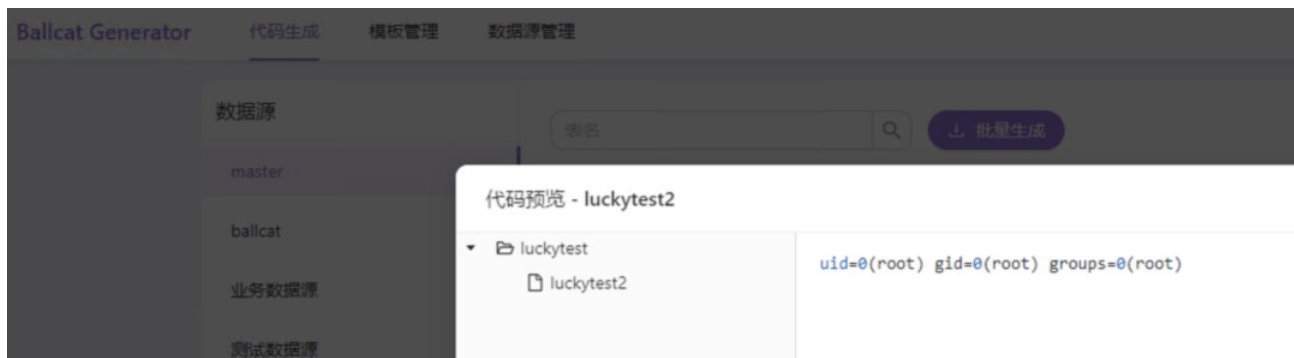 Ballcat Generator 代码生成 模板管理 数据源管理
数据源
表名 批量生成
master
代码预览 - luckytest2
ballcat
luckytest
uid=0(root) gid=0(root) groups=0(root)
luckytest2
业务数据源
测试数据源